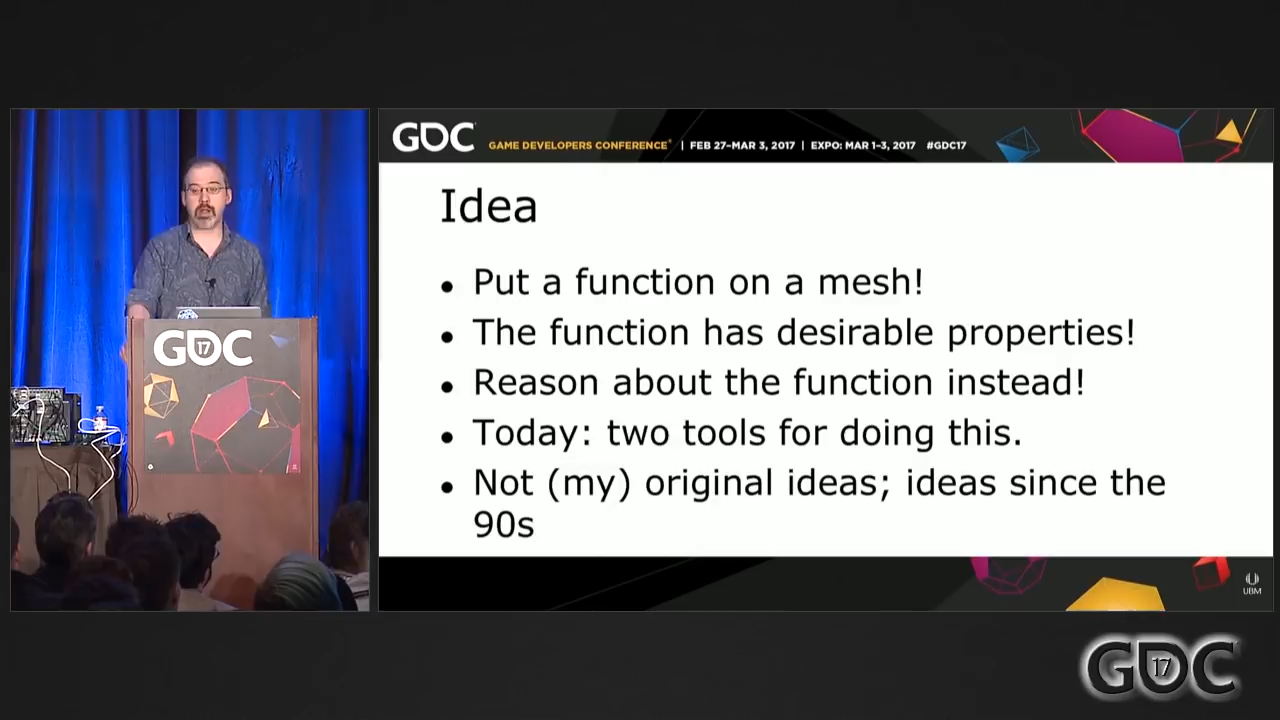 GDC
GAME DEVELOPERS CONFERENCE® | FEB 27–MAR 3, 2017 | EXPO: MAR 1–3, 2017 #GDC17
Idea
• Put a function on a mesh!
• The function has desirable properties!
• Reason about the function instead!
• Today: two tools for doing this.
• Not (my) original ideas; ideas since the
90s
GDC
17
UBM
GDC
17